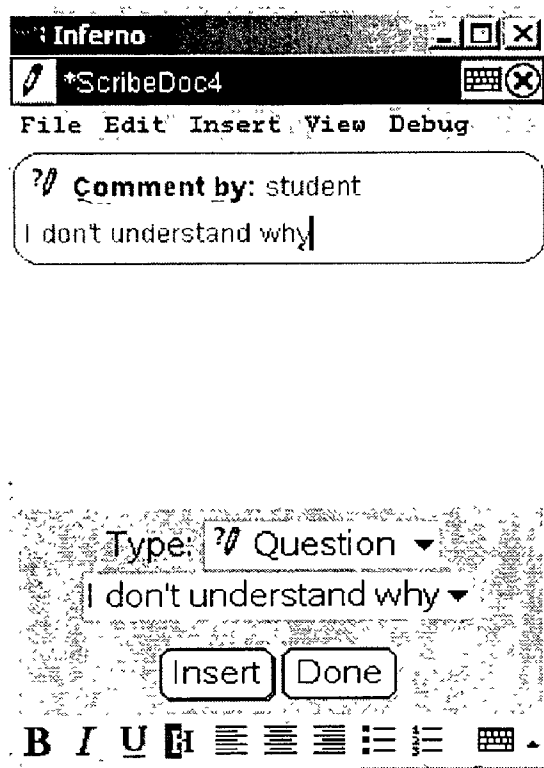 Inferno
*ScribeDoc4
File Edit Insert View Debug
Comment by: student
I don't understand why
Type: ? Question
I don't understand why
Insert Done
B I U H